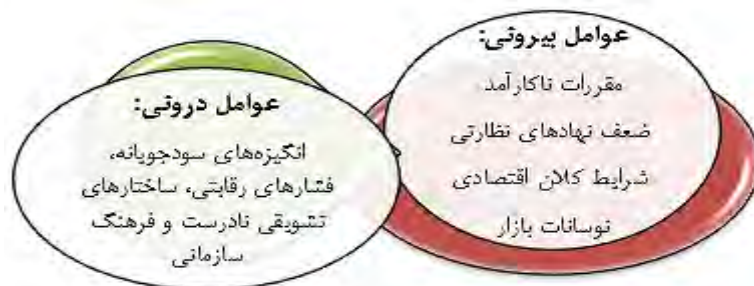 عوامل بیرونی:
مقررات ناکارآمد
ضعف نهادهای نظارتی
شرایط کلان اقتصادی
نوسانات بازار
عوامل درونی:
انگیزه‌های سودجویانه،
فشارهای رقابتی، ساختارهای
تشویقی نادرست و فرهنگ
سازمانی